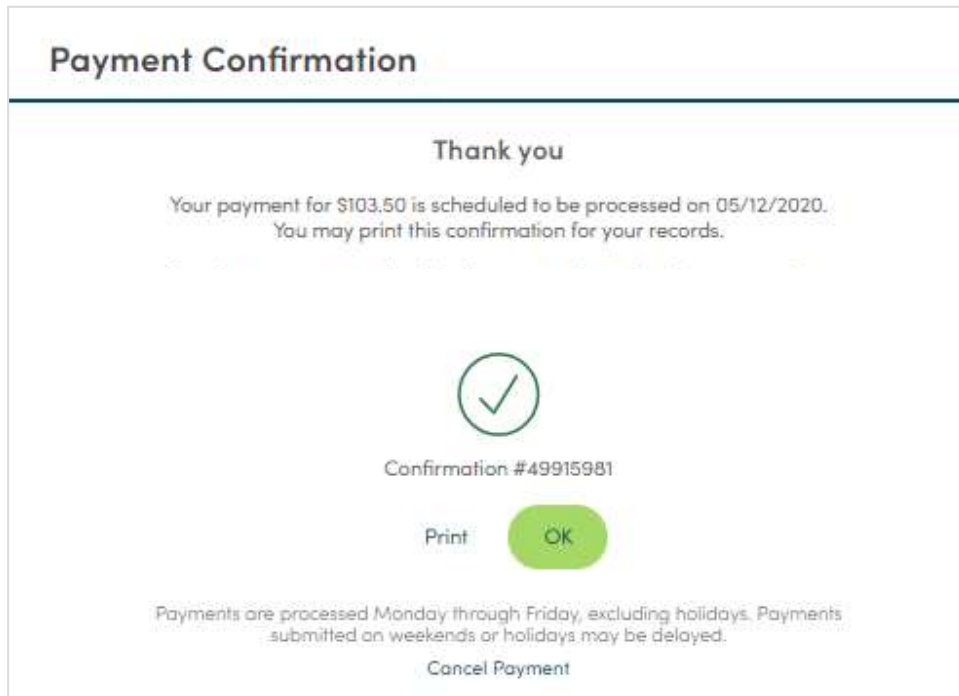 Payment Confirmation
Thank you
Your payment for $103.50 is scheduled to be processed on 05/12/2020.
You may print this confirmation for your records.
Confirmation #49915981
Print OK
Payments are processed Monday through Friday, excluding holidays. Payments
submitted on weekends or holidays may be delayed.
Cancel Payment